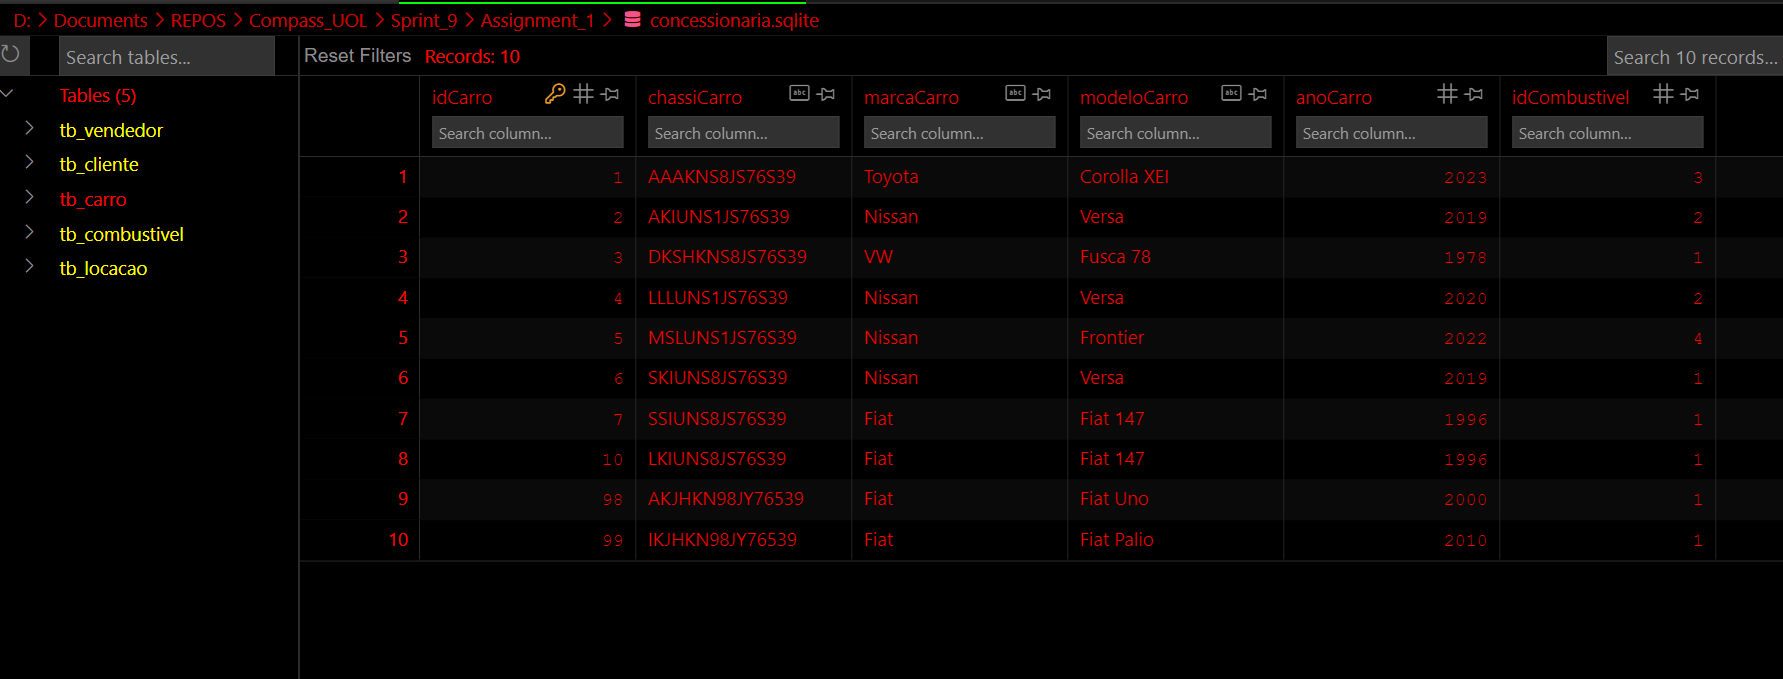 D: > Documents > REPOS > Compass_UOL > Sprint_9 > Assignment_1 > concessionaria.sqlite
Search tables...
Reset Filters Records: 10 Search 10 records...
Tables (5)
tb_vendedor
tb_cliente
tb_carro
tb_combustivel
tb_locacao
idCarro chassiCarro abc marcaCarro abc modeloCarro abc anoCarro idCombustivel
Search column... Search column... Search column... Search column... Search column... Search column...
1 1 AAAKNS8JS76S39 Toyota Corolla XEI 2023 3
2 2 AKIUNS1JS76S39 Nissan Versa 2019 2
3 3 DKSHKNS8JS76S39 VW Fusca 78 1978 1
4 4 LLLUNS1JS76S39 Nissan Versa 2020 2
5 5 MSLUNS1JS76S39 Nissan Frontier 2022 4
6 6 SKIUNS8JS76S39 Nissan Versa 2019 1
7 7 SSIUNS8JS76S39 Fiat Fiat 147 1996 1
8 10 LKIUNS8JS76S39 Fiat Fiat 147 1996 1
9 98 AKJHKN98JY76539 Fiat Fiat Uno 2000 1
10 99 IKJHKN98JY76539 Fiat Fiat Palio 2010 1